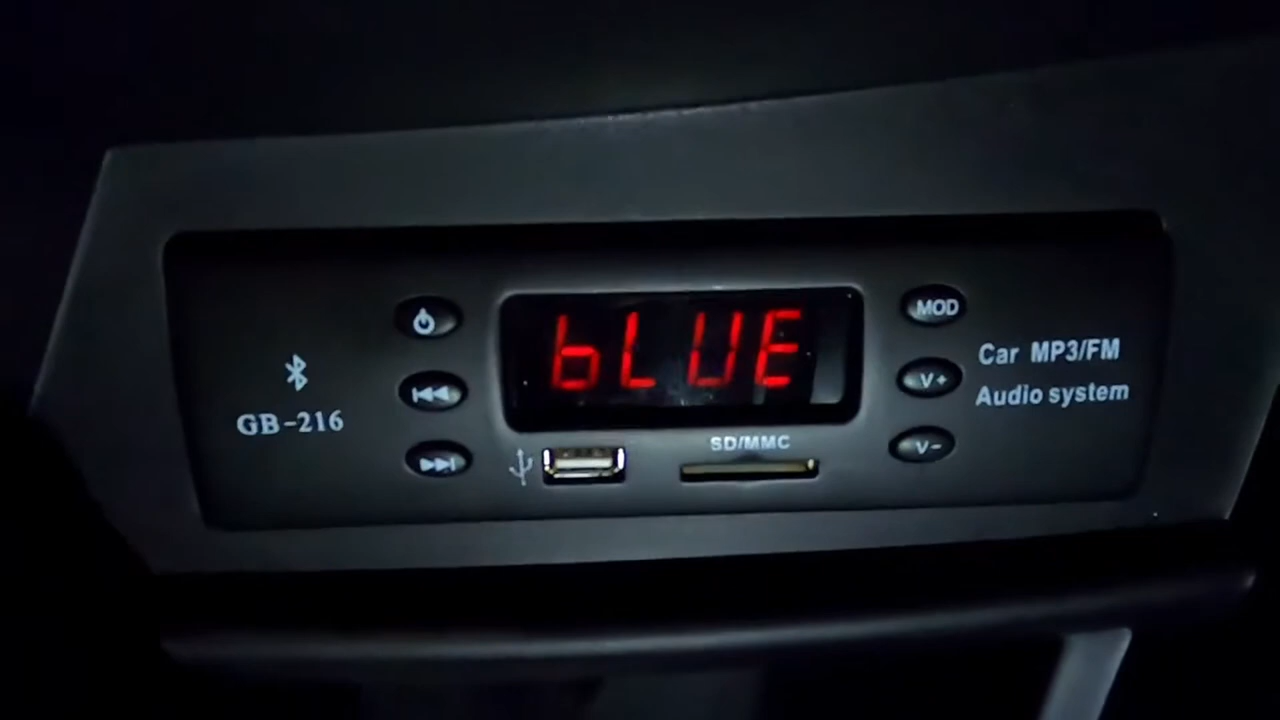 GB-216
bLUE
SD/MMC
MOD
V+
V-
Car MP3/FM
Audio system